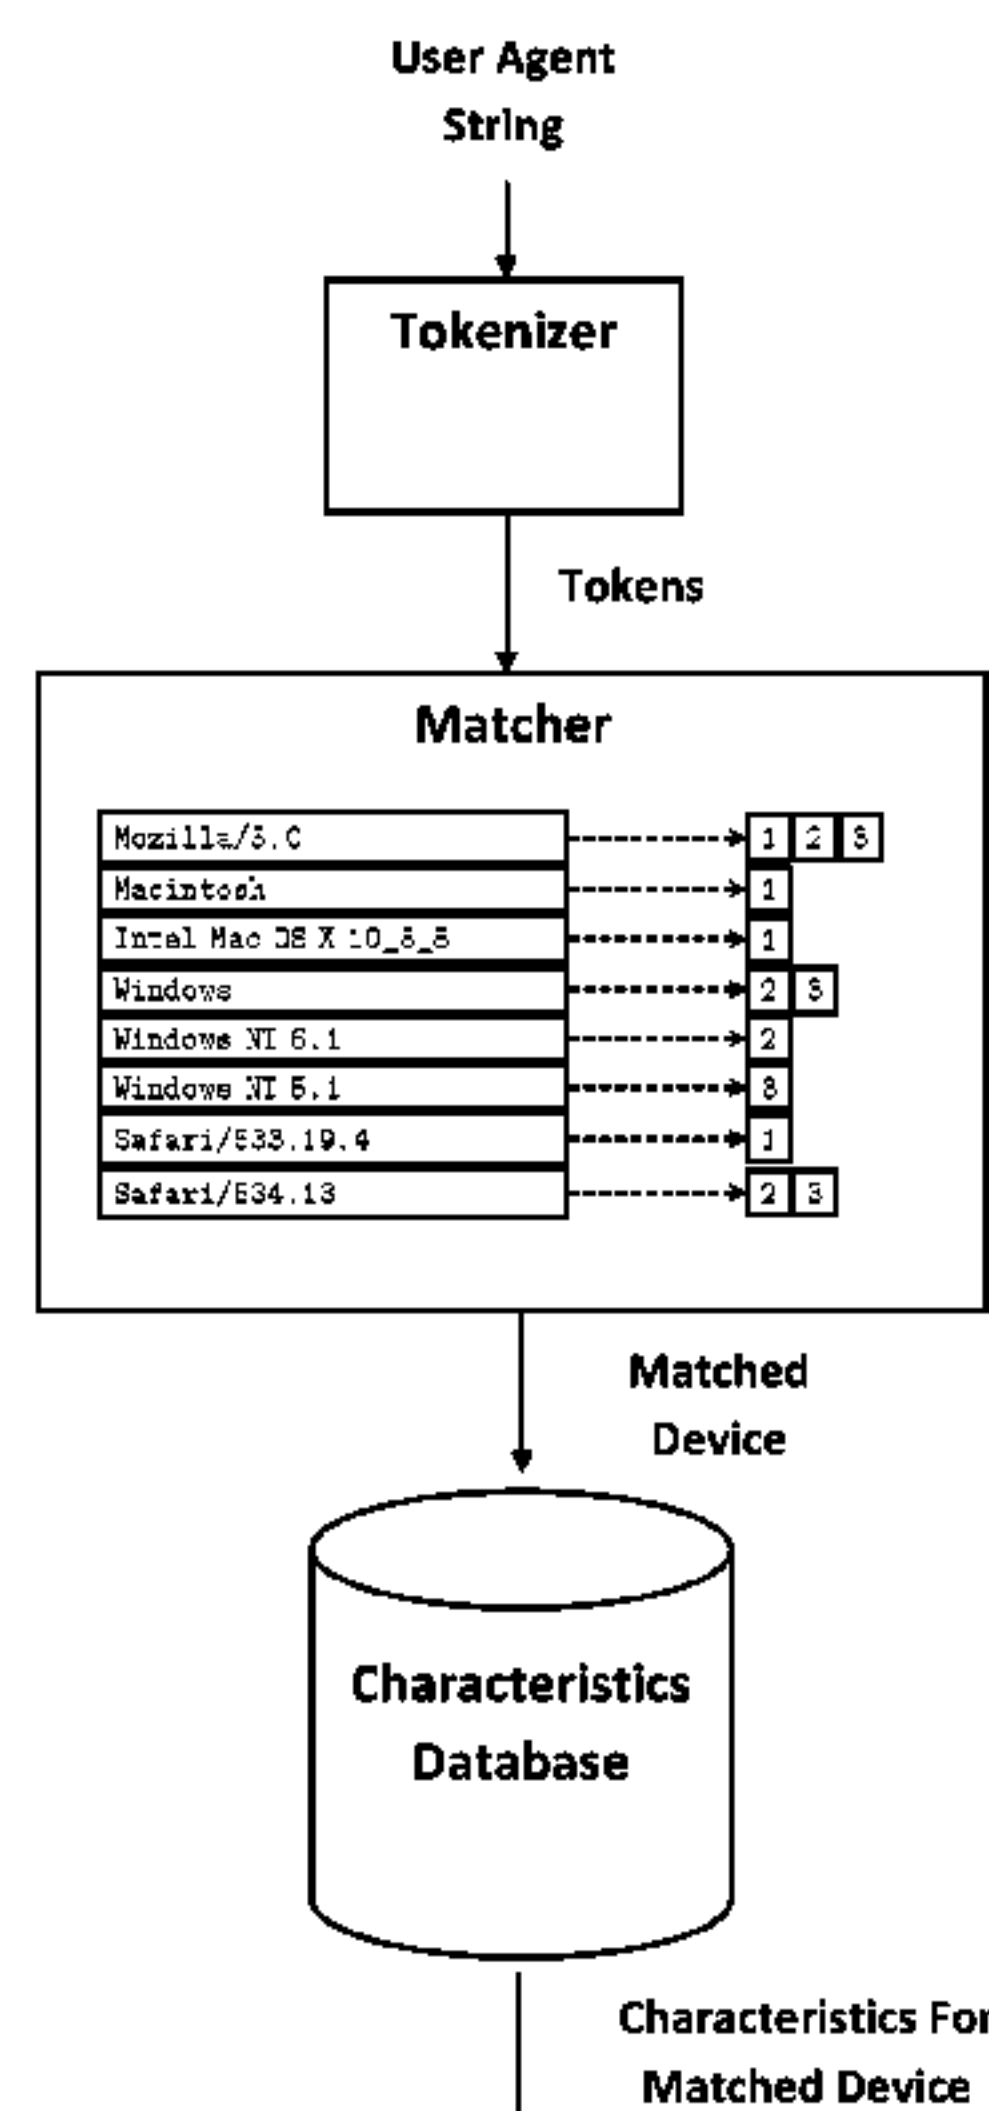 User Agent
String
Tokenizer
Tokens
Matcher
Mozilla/5.0
1 2 3
Macintosh
1
Intel Mac OS X 10_5_8
1
Windows
2 3
Windows NT 6.1
2
Windows NT 5.1
3
Safari/533.19.4
1
Safari/534.13
2 3
Matched
Device
Characteristics
Database
Characteristics For
Matched Device